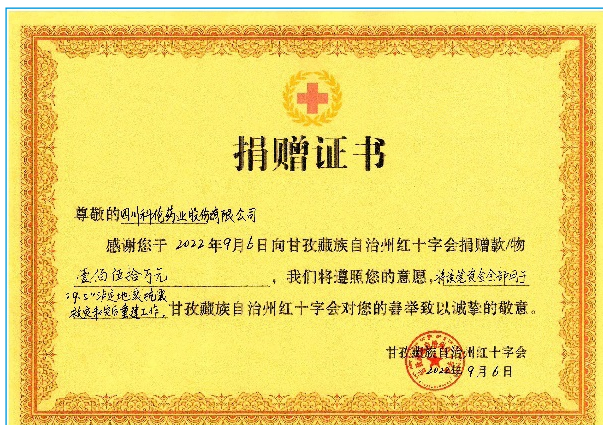 捐赠证书
尊敬的四川科伦药业股份有限公司
感谢您于 2022年9月6日向甘孜藏族自治州红十字会捐赠款/物
壹佰伍拾万元，我们将遵照您的意愿，将该笔资金全部用于
"9.5"泸定地震抗震
救灾和灾后重建工作。甘孜藏族自治州红十字会对您的善举致以诚挚的敬意。
甘孜藏族自治州红十字会
2022年9月6日